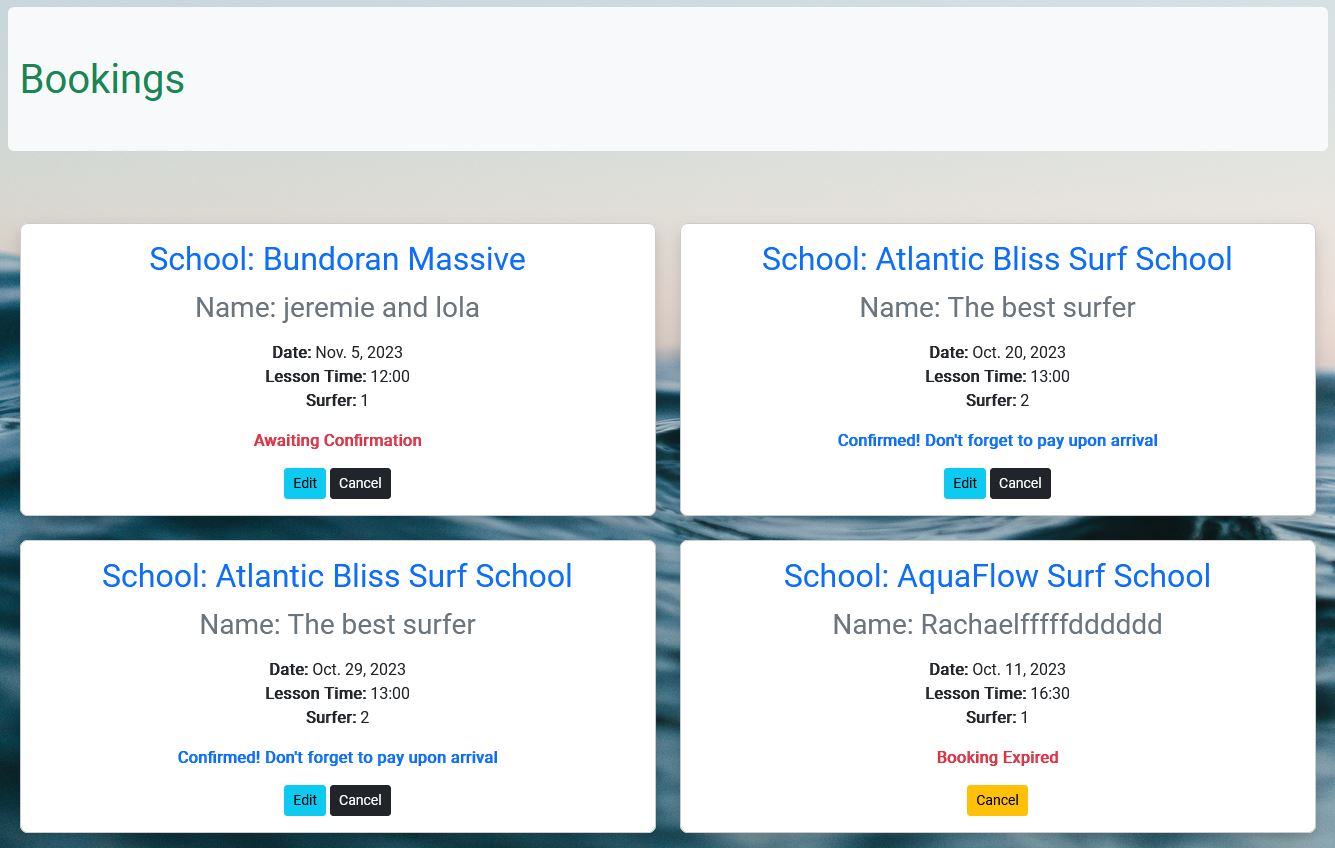 Bookings
School: Bundoran Massive
Name: jeremie and lola
Date: Nov. 5, 2023
Lesson Time: 12:00
Surfer: 1
Awaiting Confirmation
Edit Cancel
School: Atlantic Bliss Surf School
Name: The best surfer
Date: Oct. 20, 2023
Lesson Time: 13:00
Surfer: 2
Confirmed! Don't forget to pay upon arrival
Edit Cancel
School: Atlantic Bliss Surf School
Name: The best surfer
Date: Oct. 29, 2023
Lesson Time: 13:00
Surfer: 2
Confirmed! Don't forget to pay upon arrival
Edit Cancel
School: AquaFlow Surf School
Name: Rachaelfffffdddddd
Date: Oct. 11, 2023
Lesson Time: 16:30
Surfer: 1
Booking Expired
Cancel